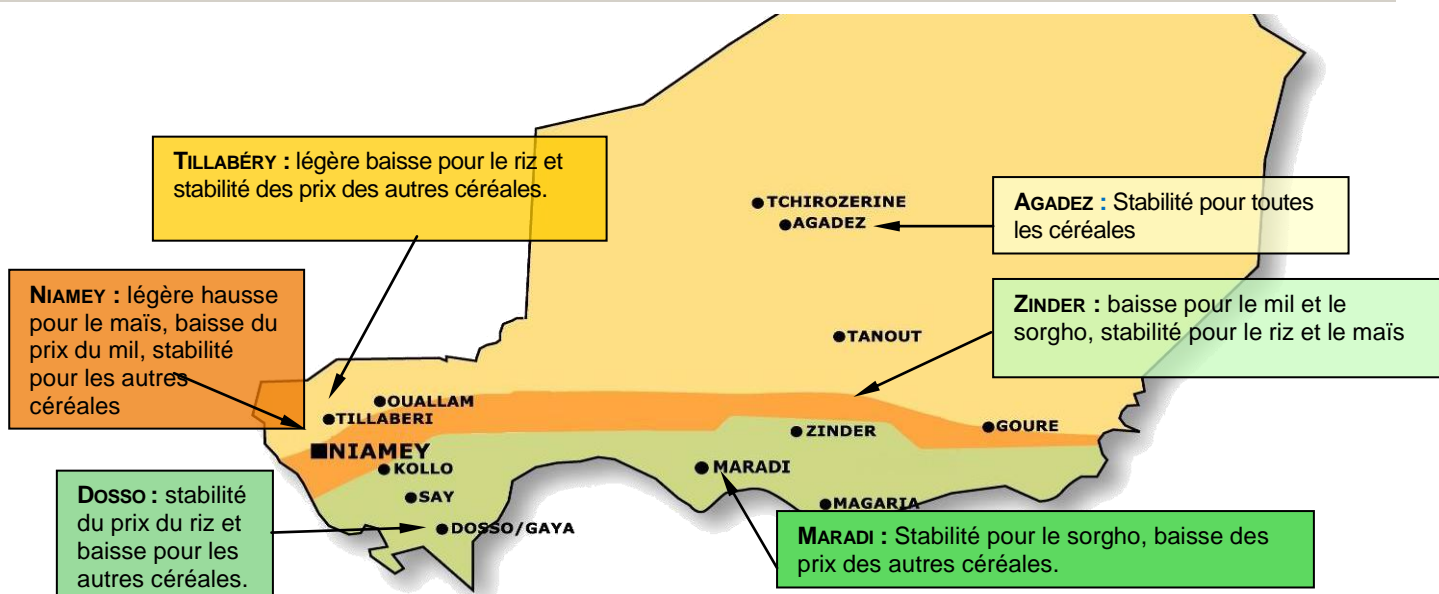 TILLABÉRY : légère baisse pour le riz et
stabilité des prix des autres céréales.
TCHIROZERINE
AGADEZ
AGADEZ : Stabilité pour toutes
les céréales
NIAMEY : légère hausse
pour le maïs, baisse du
prix du mil, stabilité
pour les autres
céréales
ZINDER : baisse pour le mil et le
sorgho, stabilité pour le riz et le maïs
TANOUT
OUALLAM
TILLABERI
NIAMEY
KOLLO
SAY
DOSSO/GAYA
ZINDER
GOURE
MARADI
MAGARIA
DOSSO : stabilité
du prix du riz et
baisse pour les
autres céréales.
MARADI : Stabilité pour le sorgho, baisse des
prix des autres céréales.